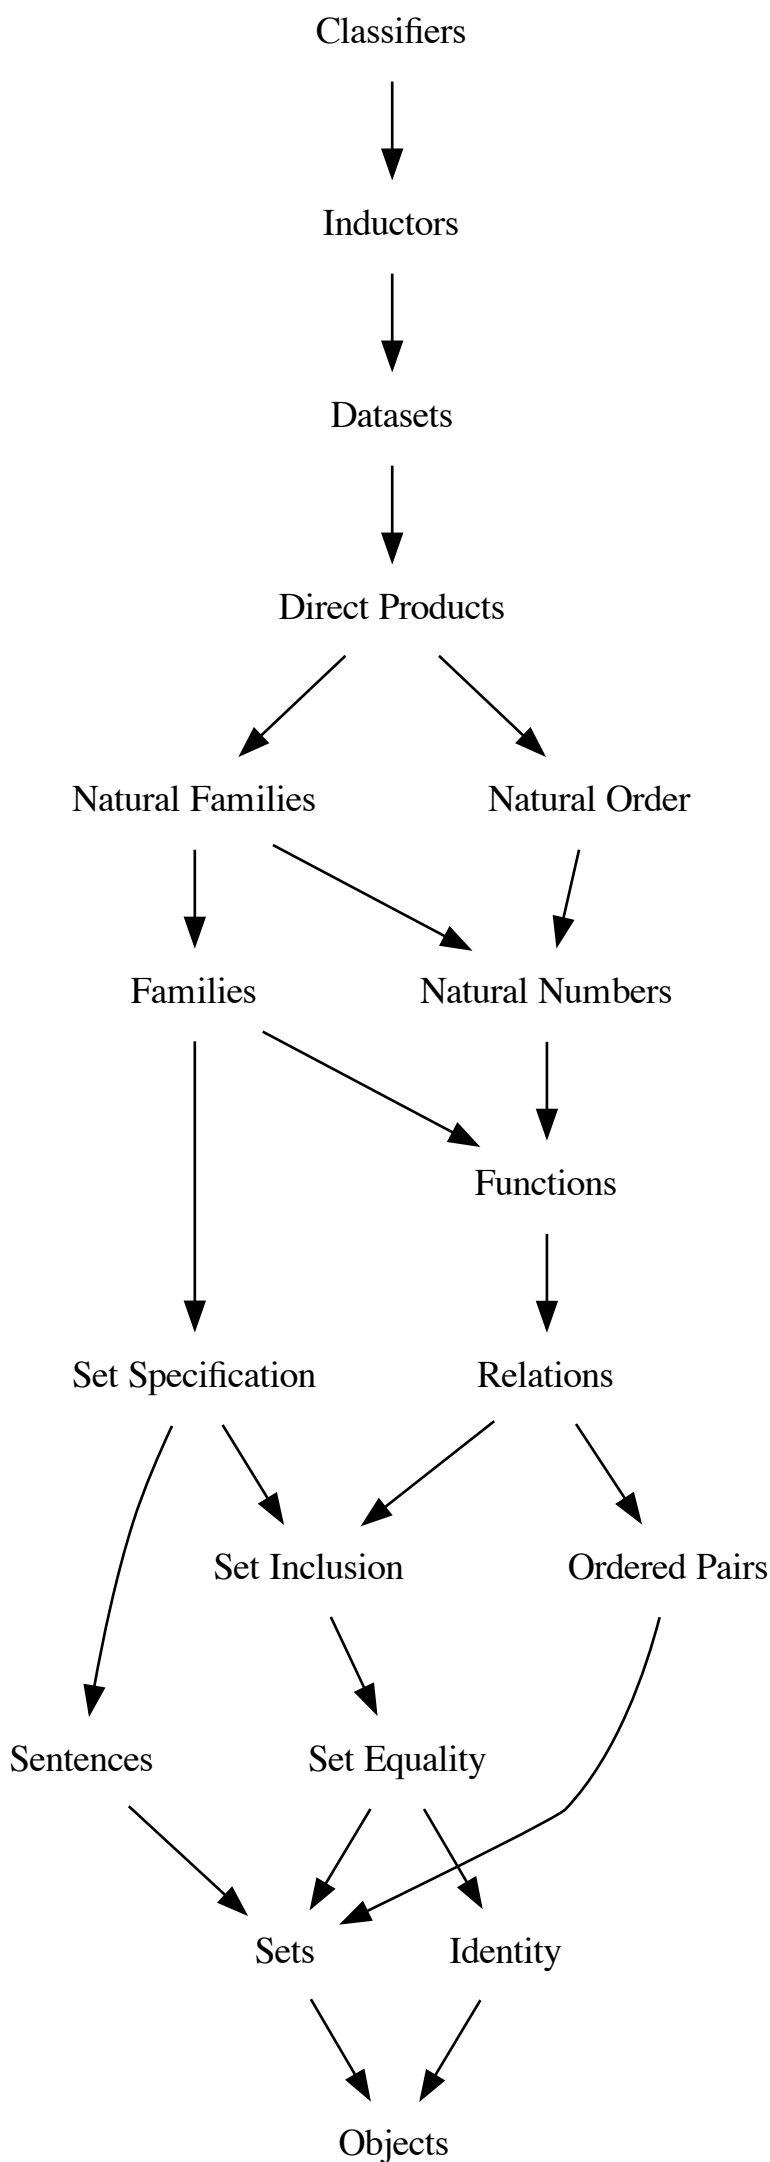 Classifiers
Inductors
Datasets
Direct Products
Natural Families
Natural Order
Families
Natural Numbers
Functions
Set Specification
Relations
Set Inclusion
Ordered Pairs
Sentences
Set Equality
Sets
Identity
Objects